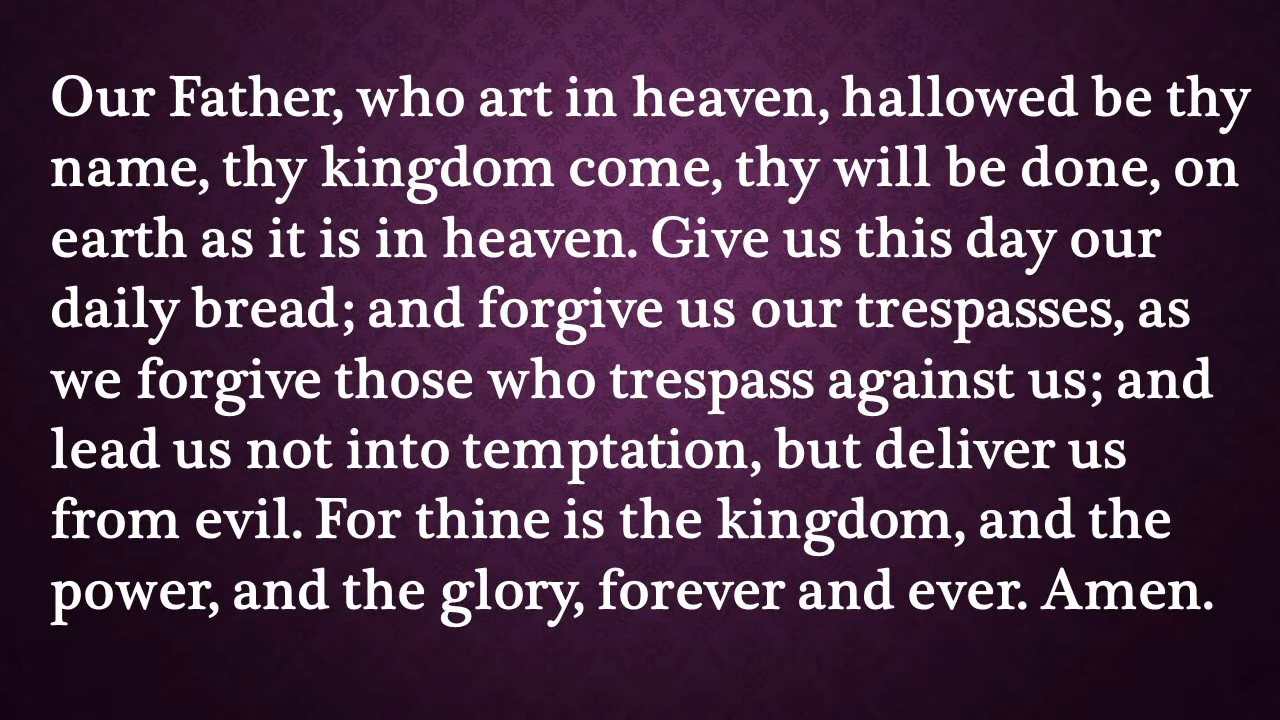 Our Father, who art in heaven, hallowed be thy
name, thy kingdom come, thy will be done, on
earth as it is in heaven. Give us this day our
daily bread; and forgive us our trespasses, as
we forgive those who trespass against us; and
lead us not into temptation, but deliver us
from evil. For thine is the kingdom, and the
power, and the glory, forever and ever. Amen.